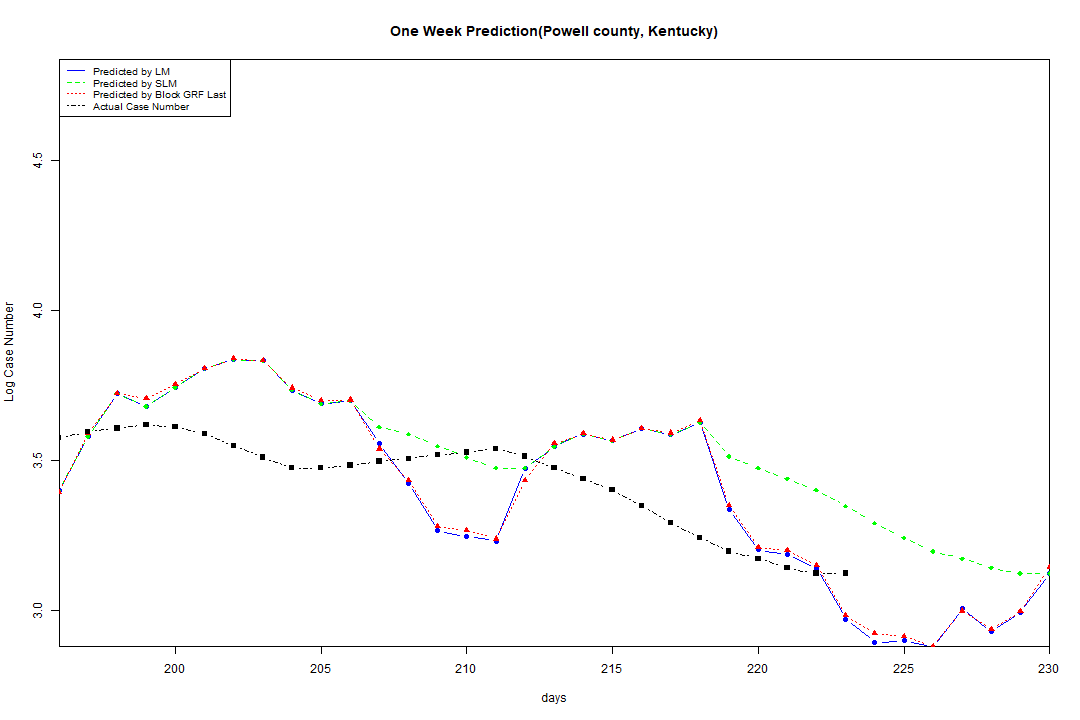 One Week Prediction(Powell county, Kentucky)
Predicted by LM
Predicted by SLM
Predicted by Block GRF Last
Actual Case Number
4.5
4.0
3.5
3.0
Log Case Number
200 205 210 215 220 225 230
days